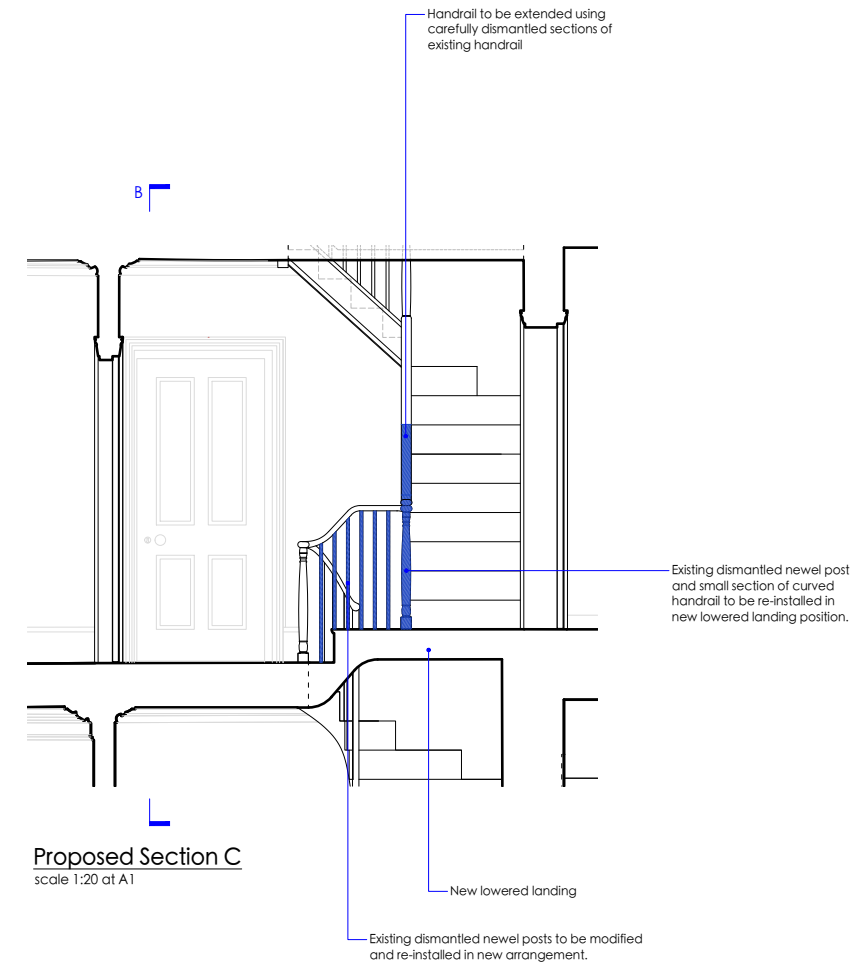 Handrail to be extended using
carefully dismantled sections of
existing handrail
B
Existing dismantled newel post
and small section of curved
handrail to be re-installed in
new lowered landing position.
Proposed Section C
scale 1:20 at A1
New lowered landing
Existing dismantled newel posts to be modified
and re-installed in new arrangement.